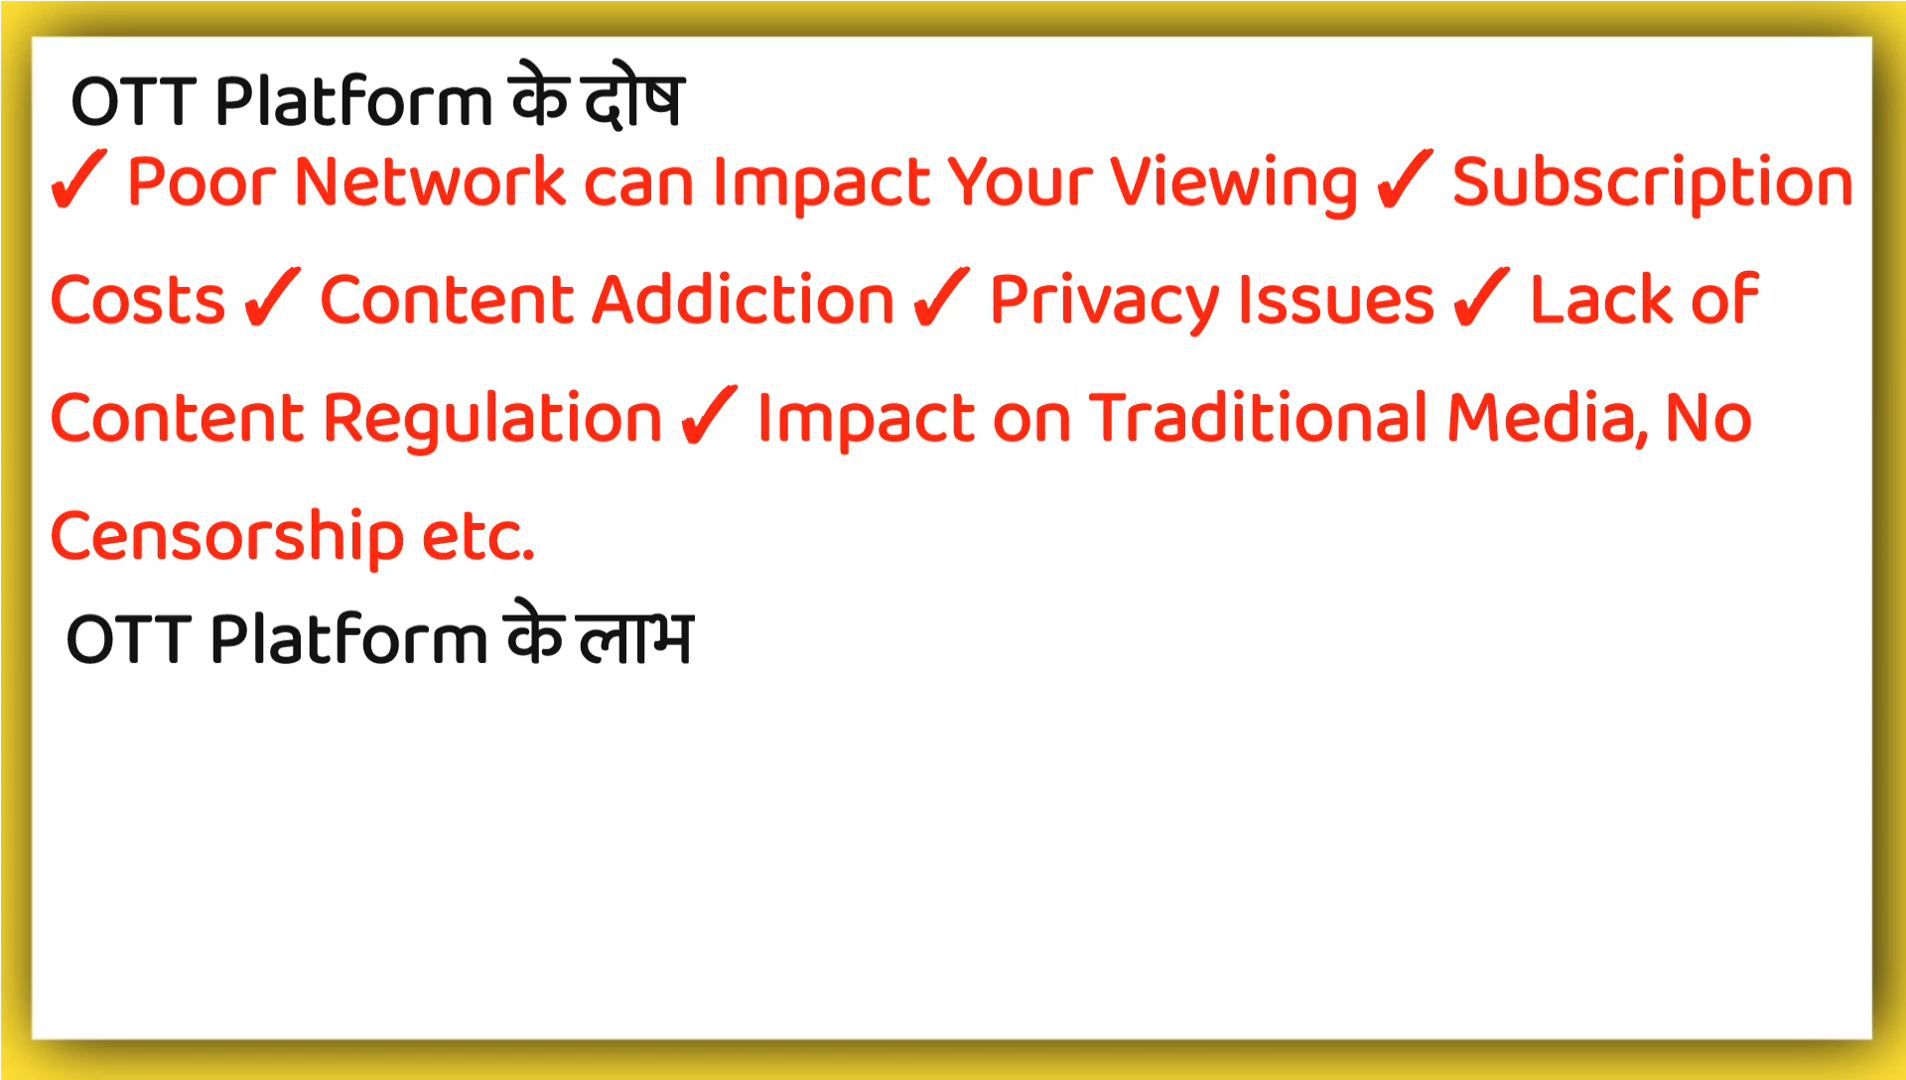 OTT Platform के दोष
✓ Poor Network can Impact Your Viewing ✓ Subscription
Costs ✓ Content Addiction ✓ Privacy Issues ✓ Lack of
Content Regulation ✓ Impact on Traditional Media, No
Censorship etc.
OTT Platform के लाभ